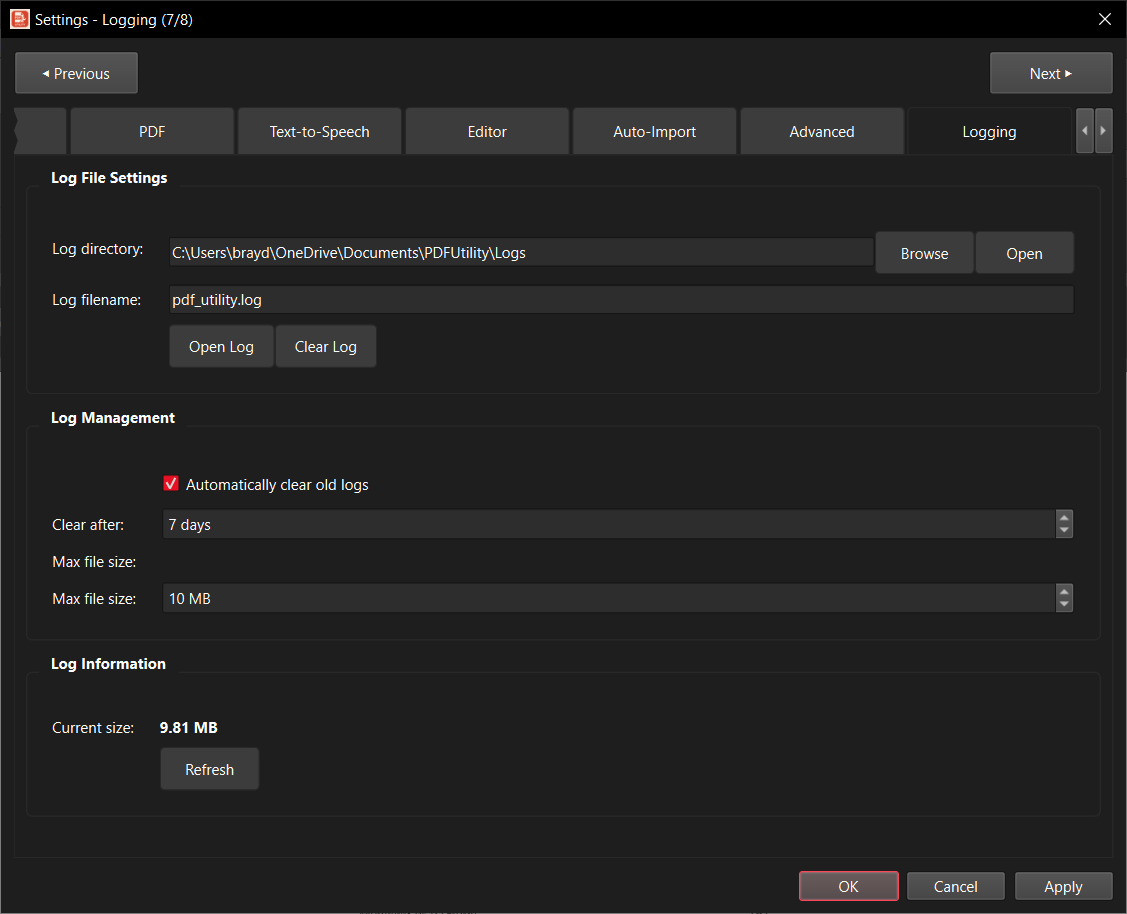 Settings - Logging (7/8)
Previous
Next
PDF
Text-to-Speech
Editor
Auto-Import
Advanced
Logging
Log File Settings
Log directory:
C:\Users\brayd\OneDrive\Documents\PDFUtility\Logs
Browse
Open
Log filename:
pdf_utility.log
Open Log
Clear Log
Log Management
Automatically clear old logs
Clear after:
7 days
Max file size:
Max file size:
10 MB
Log Information
Current size:
9.81 MB
Refresh
OK
Cancel
Apply